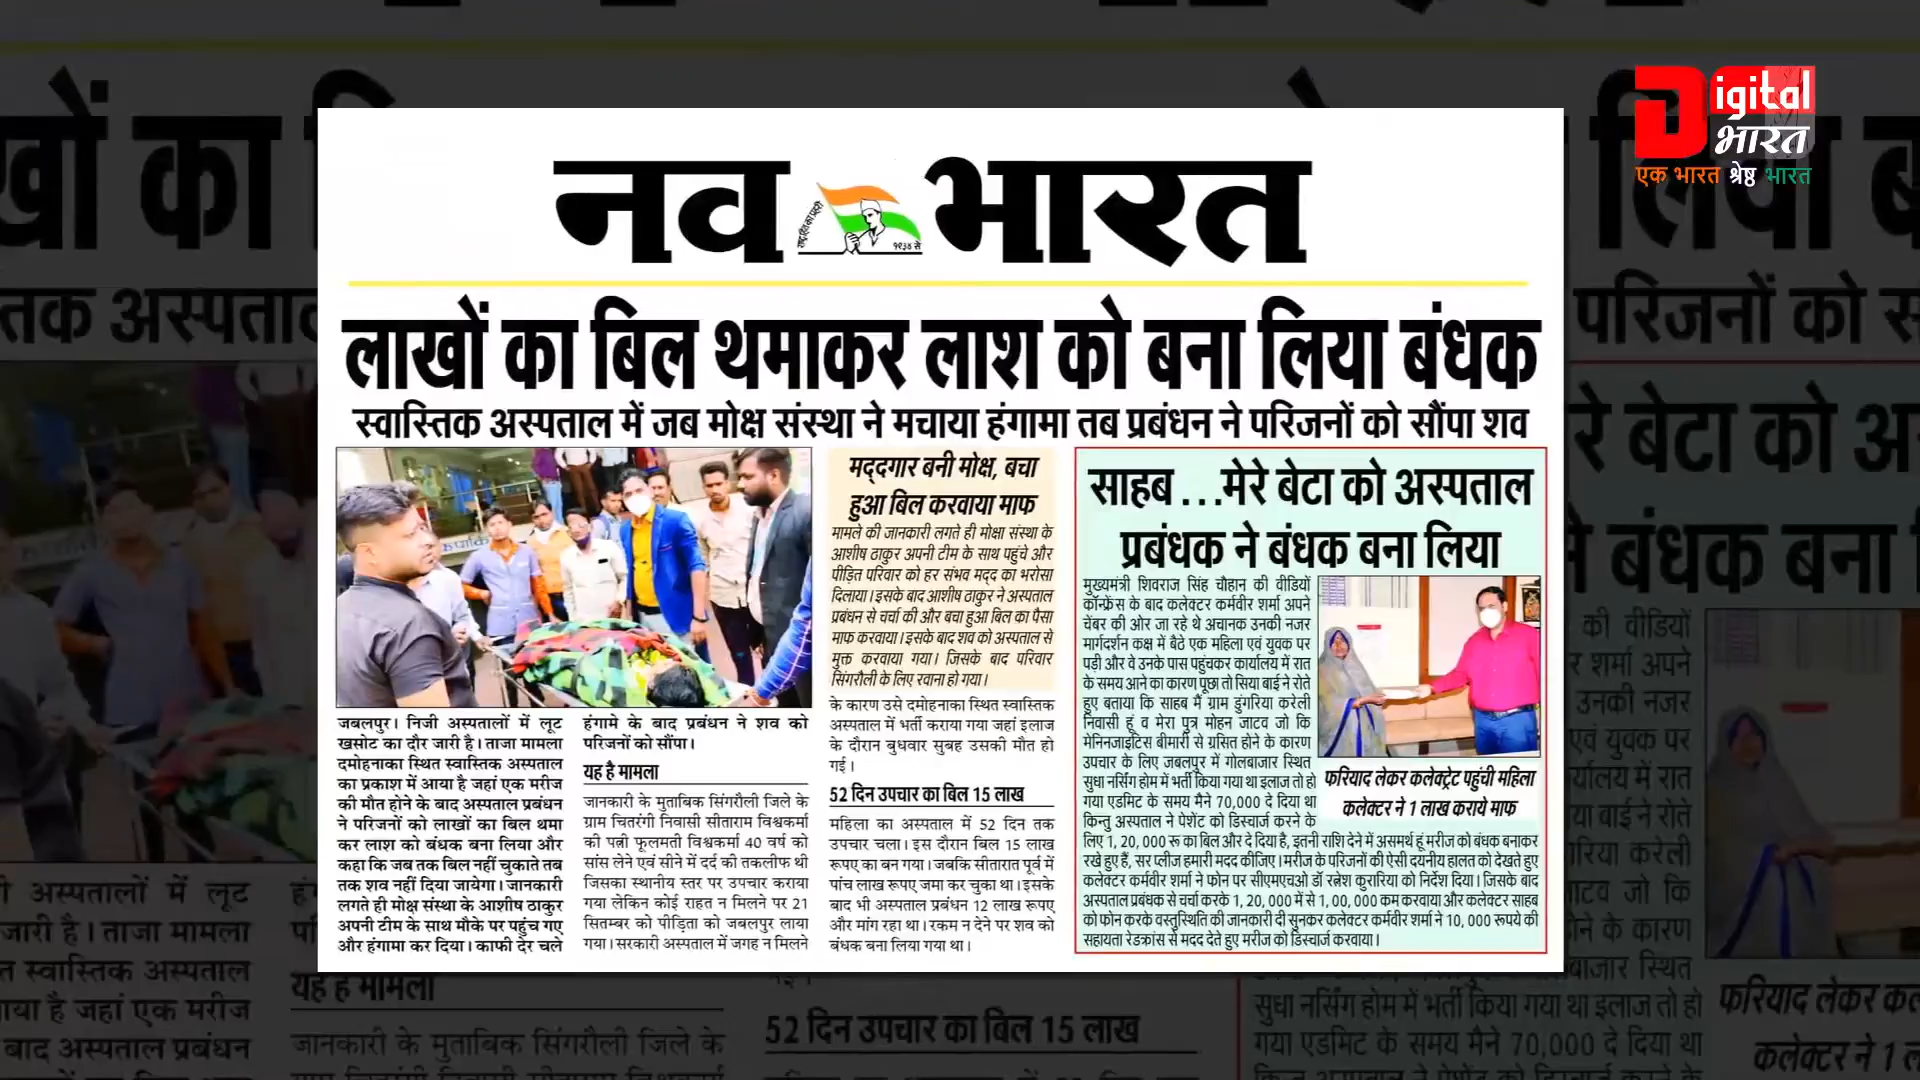 Digital
भारत
एक भारत श्रेष्ठ भारत
नव भारत
१९३४ से
लाखों का बिल थमाकर लाश को बना लिया बंधक
स्वास्तिक अस्पताल में जब मोक्ष संस्था ने मचाया हंगामा तब प्रबंधन ने परिजनों को सौंपा शव
जबलपुर। निजी अस्पतालों में लूट
खसोट का दौर जारी है। ताजा मामला
दमोहनाका स्थित स्वास्तिक अस्पताल
का प्रकाश में आया है जहां एक मरीज
की मौत होने के बाद अस्पताल प्रबंधन
ने परिजनों को लाखों का बिल थमा
कर लाश को बंधक बना लिया और
कहा कि जब तक बिल नहीं चुकाते तब
तक शव नहीं दिया जायेगा। जानकारी
लगते ही मोक्ष संस्था के आशीष ठाकुर
अपनी टीम के साथ मौके पर पहुंच गए
और हंगामा कर दिया। काफी देर चले
हंगामे के बाद प्रबंधन ने शव को
परिजनों को सौंपा।
यह है मामला
जानकारी के मुताबिक सिंगरौली जिले के
ग्राम चितरंगी निवासी सीताराम विश्वकर्मा
की पत्नी फूलमती विश्वकर्मा 40 वर्ष को
सांस लेने एवं सीने में दर्द की तकलीफ थी
जिसका स्थानीय स्तर पर उपचार कराया
गया लेकिन कोई राहत न मिलने पर 21
सितम्बर को पीड़िता को जबलपुर लाया
गया। सरकारी अस्पताल में जगह न मिलने
मद्दगार बनी मोक्ष, बचा
हुआ बिल करवाया माफ
मामले की जानकारी लगते ही मोक्षा संस्था के
आशीष ठाकुर अपनी टीम के साथ पहुंचे और
पीड़ित परिवार को हर संभव मद्द का भरोसा
दिलाया। इसके बाद आशीष ठाकुर ने अस्पताल
प्रबंधन से चर्चा की और बचा हुआ बिल का पैसा
माफ करवाया। इसके बाद शव को अस्पताल से
मुक्त करवाया गया। जिसके बाद परिवार
सिंगरौली के लिए रवाना हो गया।
के कारण उसे दमोहनाका स्थित स्वास्तिक
अस्पताल में भर्ती कराया गया जहां इलाज
के दौरान बुधवार सुबह उसकी मौत हो
गई।
52 दिन उपचार का बिल 15 लाख
महिला का अस्पताल में 52 दिन तक
उपचार चला। इस दौरान बिल 15 लाख
रूपए का बन गया। जबकि सीतारात पूर्व में
पांच लाख रूपए जमा कर चुका था। इसके
बाद भी अस्पताल प्रबंधन 12 लाख रूपए
और मांग रहा था। रकम न देने पर शव को
बंधक बना लिया गया था।
साहब ...मेरे बेटा को अस्पताल
प्रबंधक ने बंधक बना लिया
मुख्यमंत्री शिवराज सिंह चौहान की वीडियों
कॉन्फ्रेंस के बाद कलेक्टर कर्मवीर शर्मा अपने
चेंबर की ओर जा रहे थे अचानक उनकी नजर
मार्गदर्शन कक्ष में बैठे एक महिला एवं युवक पर
पड़ी और वे उनके पास पहुंचकर कार्यालय में रात
के समय आने का कारण पूछा तो सिया बाई ने रोते
हुए बताया कि साहब मैं ग्राम डुंगरिया करेली
निवासी हूं व मेरा पुत्र मोहन जाटव जो कि
मेनिनजाइटिस बीमारी से ग्रसित होने के कारण
उपचार के लिए जबलपुर में गोलबाजार स्थित
सुधा नर्सिंग होम में भर्ती किया गया था इलाज तो हो
गया एडमिट के समय मैने 70,000 दे दिया था
किन्तु अस्पताल ने पेशेंट को डिस्चार्ज करने के
लिए 1, 20, 000 रू का बिल और दे दिया है, इतनी राशि देने में असमर्थ हूं मरीज को बंधक बनाकर
रखे हुए हैं, सर प्लीज हमारी मदद कीजिए। मरीज के परिजनों की ऐसी दयनीय हालत को देखते हुए
कलेक्टर कर्मवीर शर्मा ने फोन पर सीएमएचओ डॉ रत्नेश कुरारिया को निर्देश दिया। जिसके बाद
अस्पताल प्रबंधक से चर्चा करके 1, 20, 000 में से 1, 00, 000 कम करवाया और कलेक्टर साहब
को फोन करके वस्तुस्थिति की जानकारी दी सुनकर कलेक्टर कर्मवीर शर्मा ने 10, 000 रूपये की
सहायता रेडक्रांस से मदद देते हुए मरीज को डिस्चार्ज करवाया।
फरियाद लेकर कलेक्ट्रेट पहुंची महिला
कलेक्टर ने 1 लाख कराये माफ